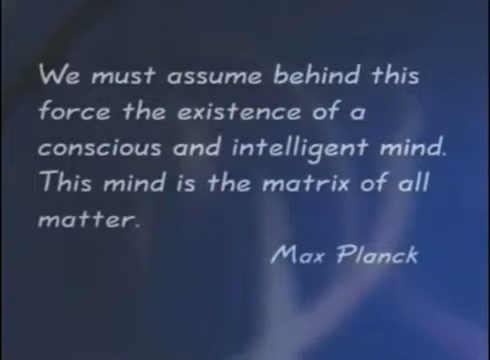 We must assume behind this
force the existence of a
conscious and intelligent mind.
This mind is the matrix of all
matter.
Max Planck